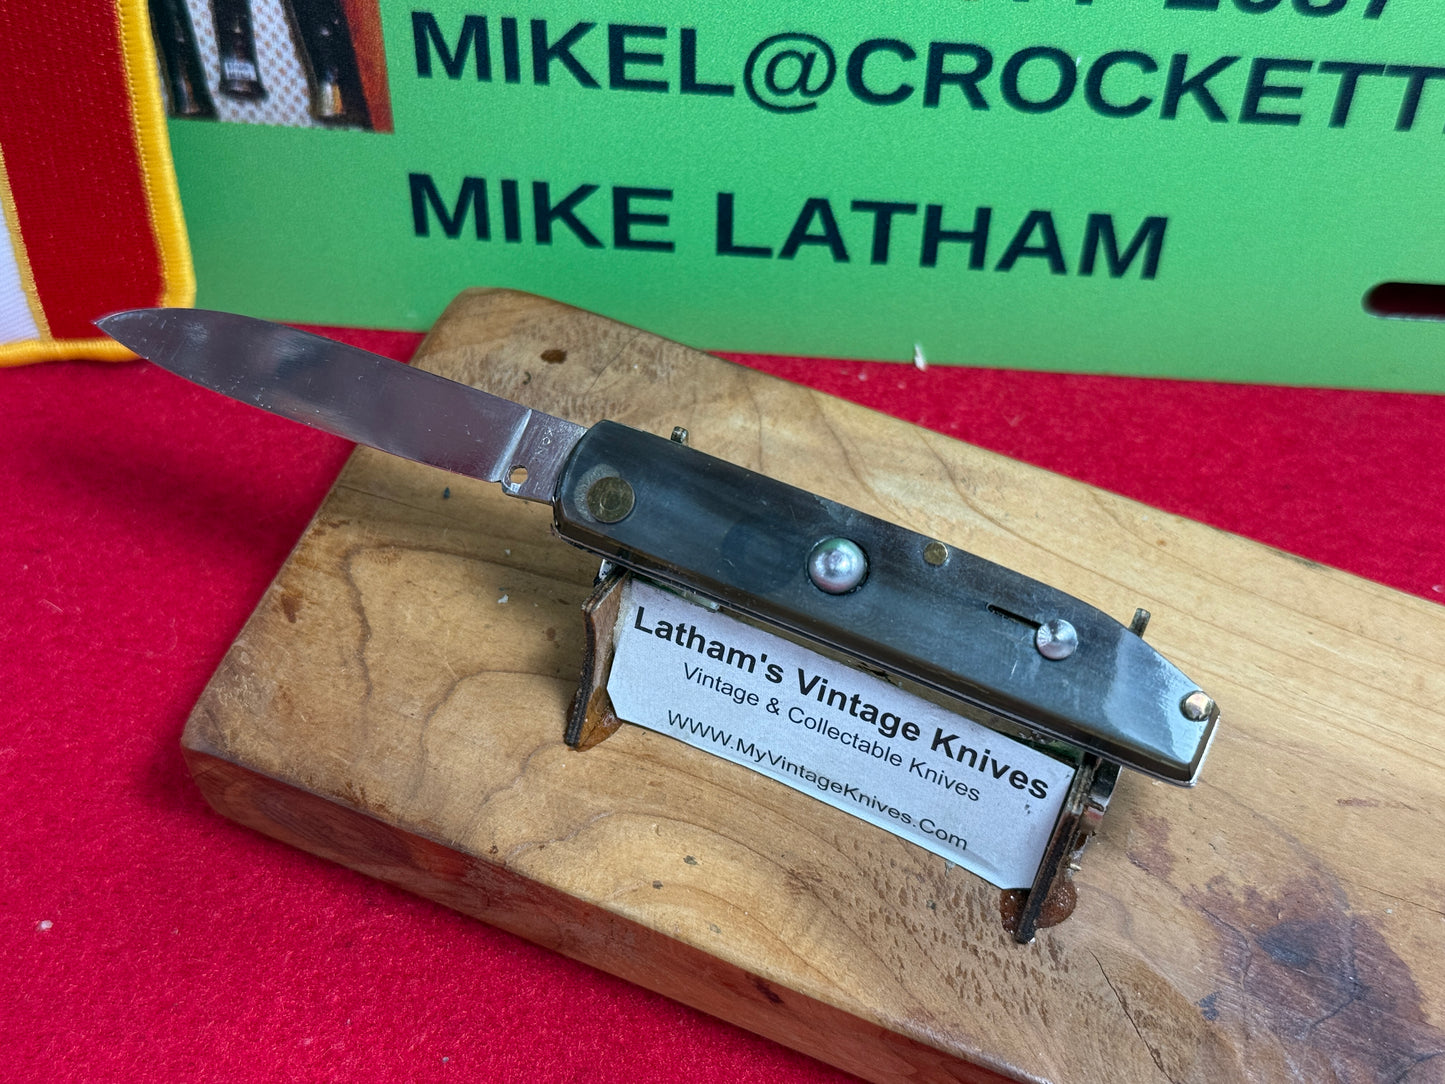 MIKEL@CROCKETT
MIKE LATHAM
Latham's Vintage Knives
Vintage & Collectable Knives
WWW.MyVintageKnives.Com